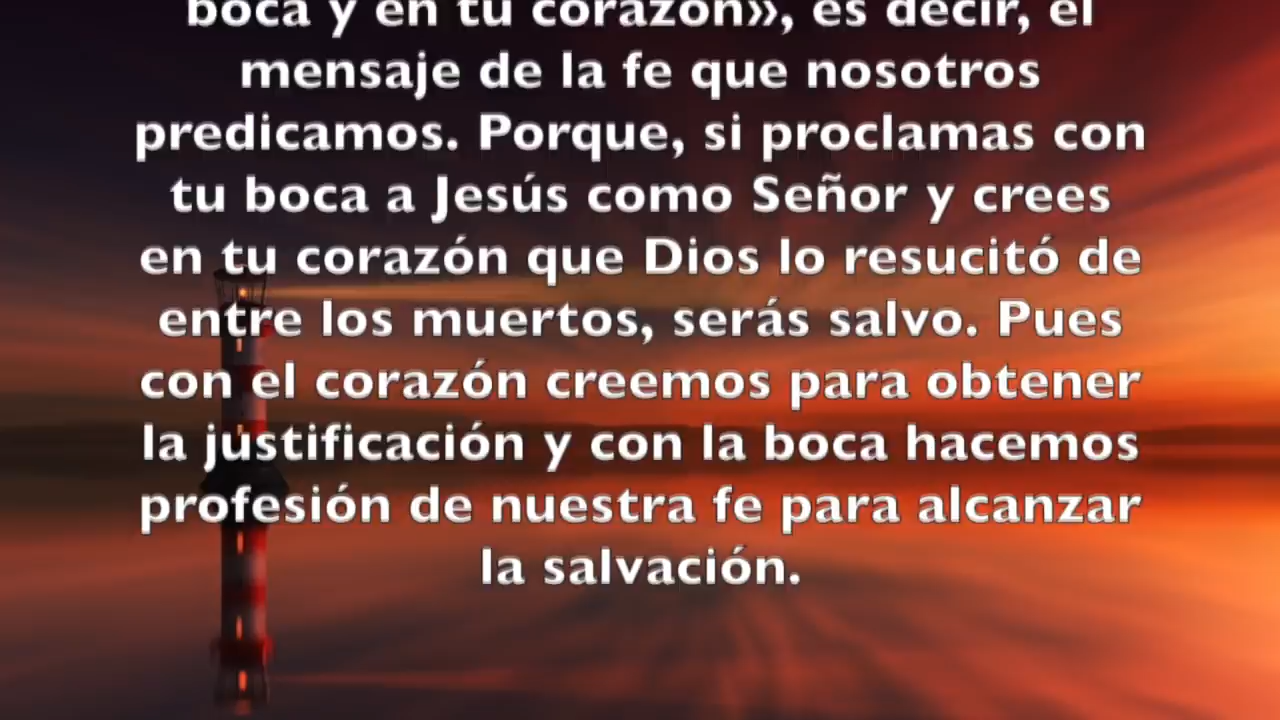 boca y en tu corazón», es decir, el
mensaje de la fe que nosotros
predicamos. Porque, si proclamas con
tu boca a Jesús como Señor y crees
en tu corazón que Dios lo resucitó de
entre los muertos, serás salvo. Pues
con el corazón creemos para obtener
la justificación y con la boca hacemos
profesión de nuestra fe para alcanzar
la salvación.